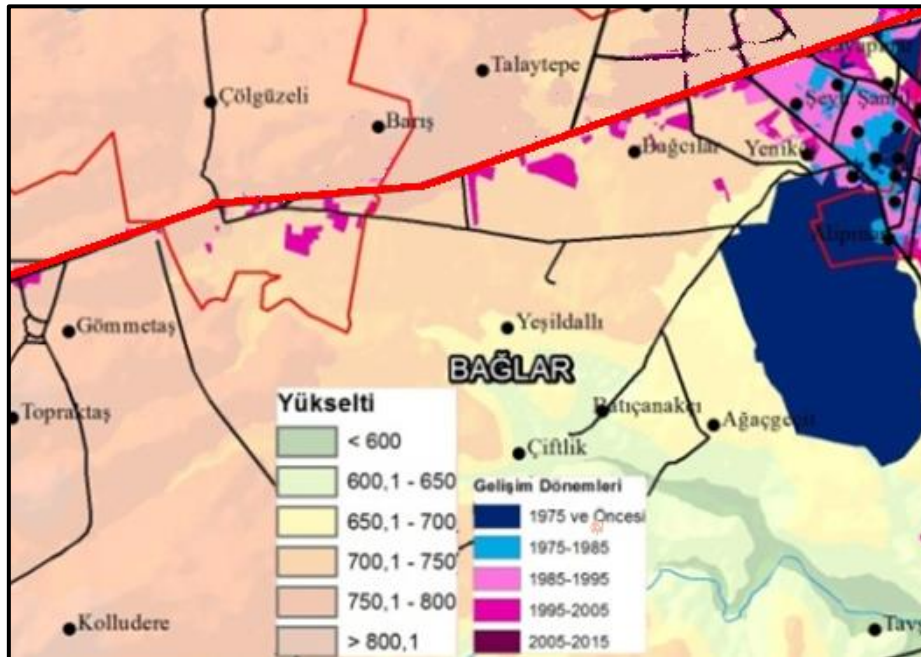 Talaytepe
Çölgüzeli
Barış
Bağcılar
Gömmetaş
Yeşildallı
BAĞLAR
Topraktaş
Batıçanakçı
Çiftlik
Kolludere
Yükselti
< 600
600,1 - 650
650,1 - 700
700,1 - 750
750,1 - 800
> 800,1
Gelişim Dönemleri
1975 ve Öncesi
1975-1985
1985-1995
1995-2005
2005-2015